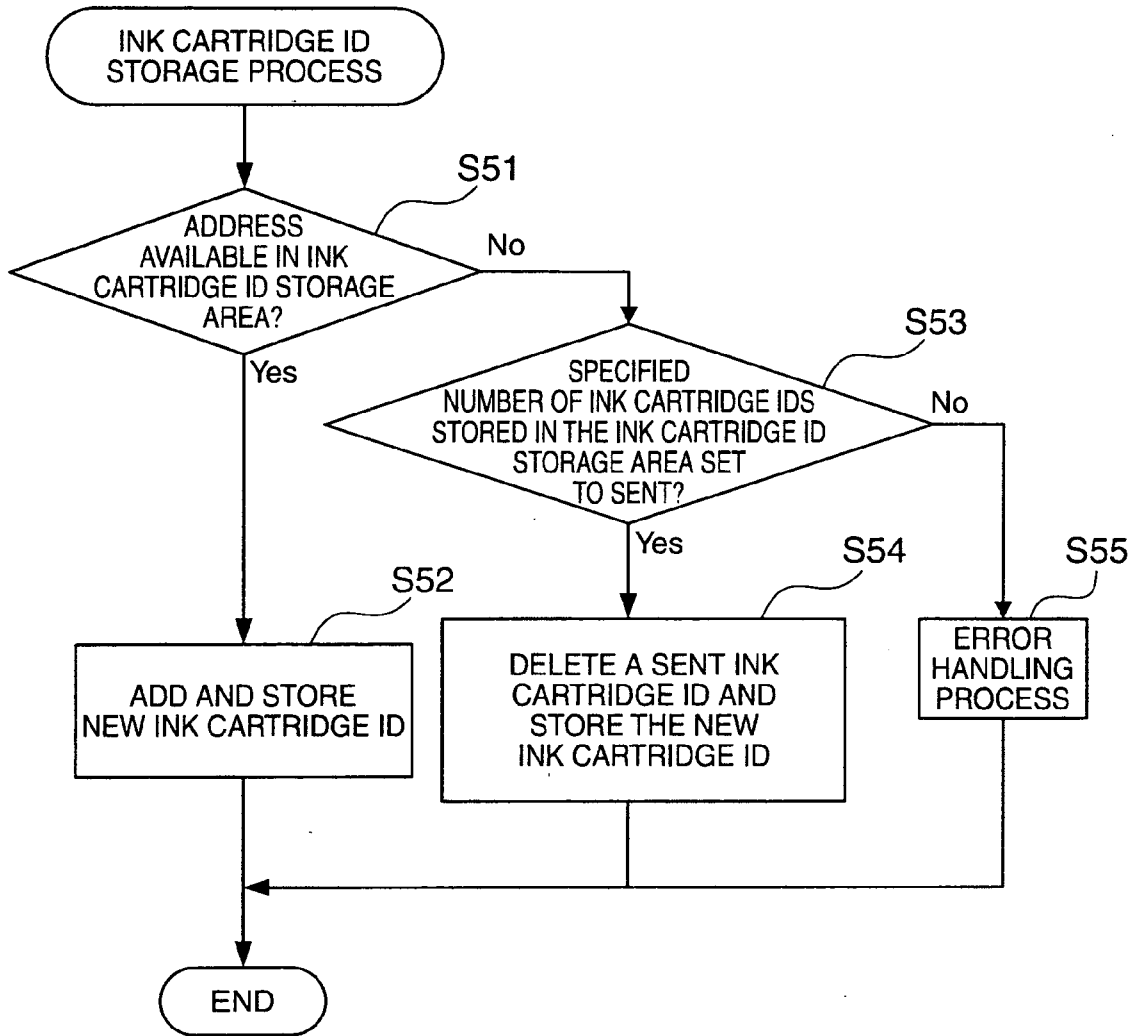 INK CARTRIDGE ID
STORAGE PROCESS
S51
ADDRESS
AVAILABLE IN INK
CARTRIDGE ID STORAGE
AREA?
No
Yes
S53
SPECIFIED
NUMBER OF INK CARTRIDGE IDS
STORED IN THE INK CARTRIDGE ID
STORAGE AREA SET
TO SENT?
No
Yes
S52
ADD AND STORE
NEW INK CARTRIDGE ID
S54
DELETE A SENT INK
CARTRIDGE ID AND
STORE THE NEW
INK CARTRIDGE ID
S55
ERROR
HANDLING
PROCESS
END